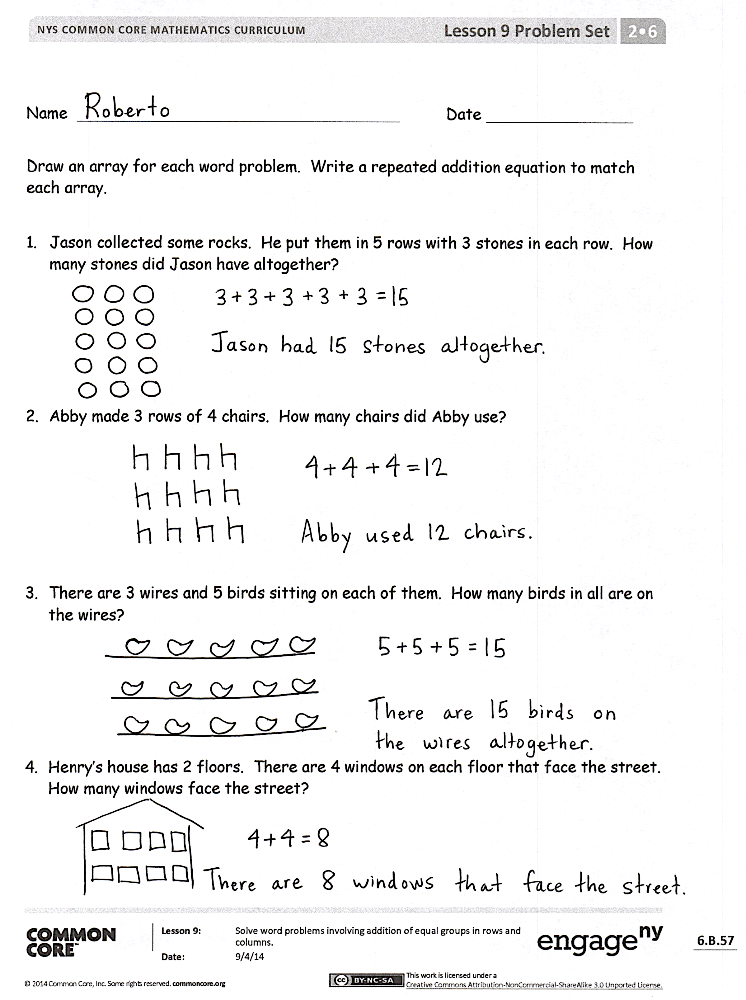 NYS COMMON CORE MATHEMATICS CURRICULUM Lesson 9 Problem Set 2•6
Name Roberto Date
Draw an array for each word problem. Write a repeated addition equation to match
each array.
1. Jason collected some rocks. He put them in 5 rows with 3 stones in each row. How
many stones did Jason have altogether?
3 + 3 + 3 + 3 + 3 = 15
Jason had 15 stones altogether.
2. Abby made 3 rows of 4 chairs. How many chairs did Abby use?
4 + 4 + 4 = 12
Abby used 12 chairs.
3. There are 3 wires and 5 birds sitting on each of them. How many birds in all are on
the wires?
5 + 5 + 5 = 15
There are 15 birds on
the wires altogether.
4. Henry's house has 2 floors. There are 4 windows on each floor that face the street.
How many windows face the street?
4 + 4 = 8
There are 8 windows that face the street.
COMMON
CORE™
Lesson 9: Solve word problems involving addition of equal groups in rows and
columns.
Date: 9/4/14
engage ny
6.B.57
© 2014 Common Core, Inc. Some rights reserved. commoncore.org
cc BY-NC-SA
This work is licensed under a
Creative Commons Attribution-NonCommercial-ShareAlike 3.0 Unported License.